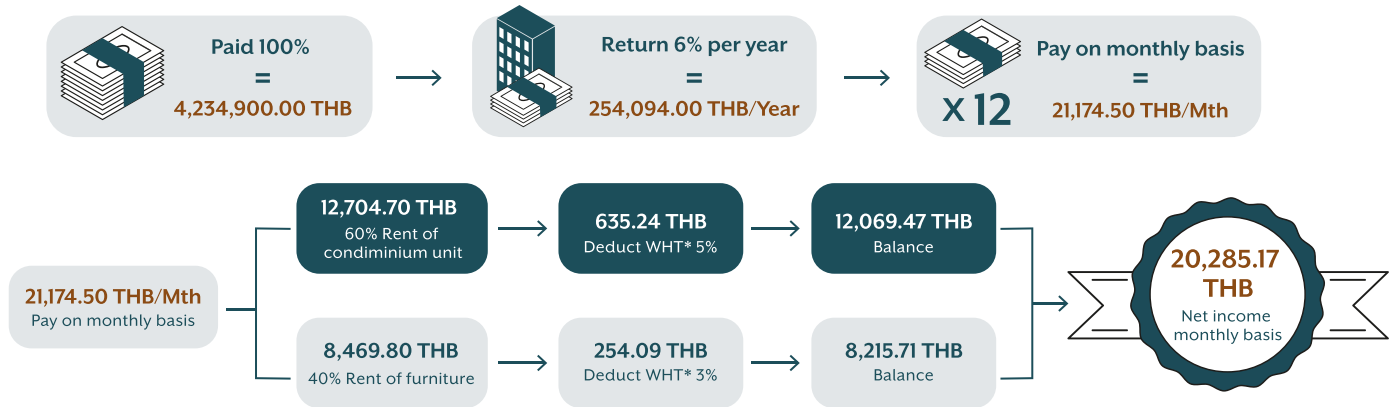 Paid 100%
=
4,234,900.00 THB
Return 6% per year
=
254,094.00 THB/Year
X 12
Pay on monthly basis
=
21,174.50 THB/Mth
21,174.50 THB/Mth
Pay on monthly basis
12,704.70 THB
60% Rent of
condiminium unit
635.24 THB
Deduct WHT* 5%
12,069.47 THB
Balance
8,469.80 THB
40% Rent of furniture
254.09 THB
Deduct WHT* 3%
8,215.71 THB
Balance
20,285.17
THB
Net income
monthly basis